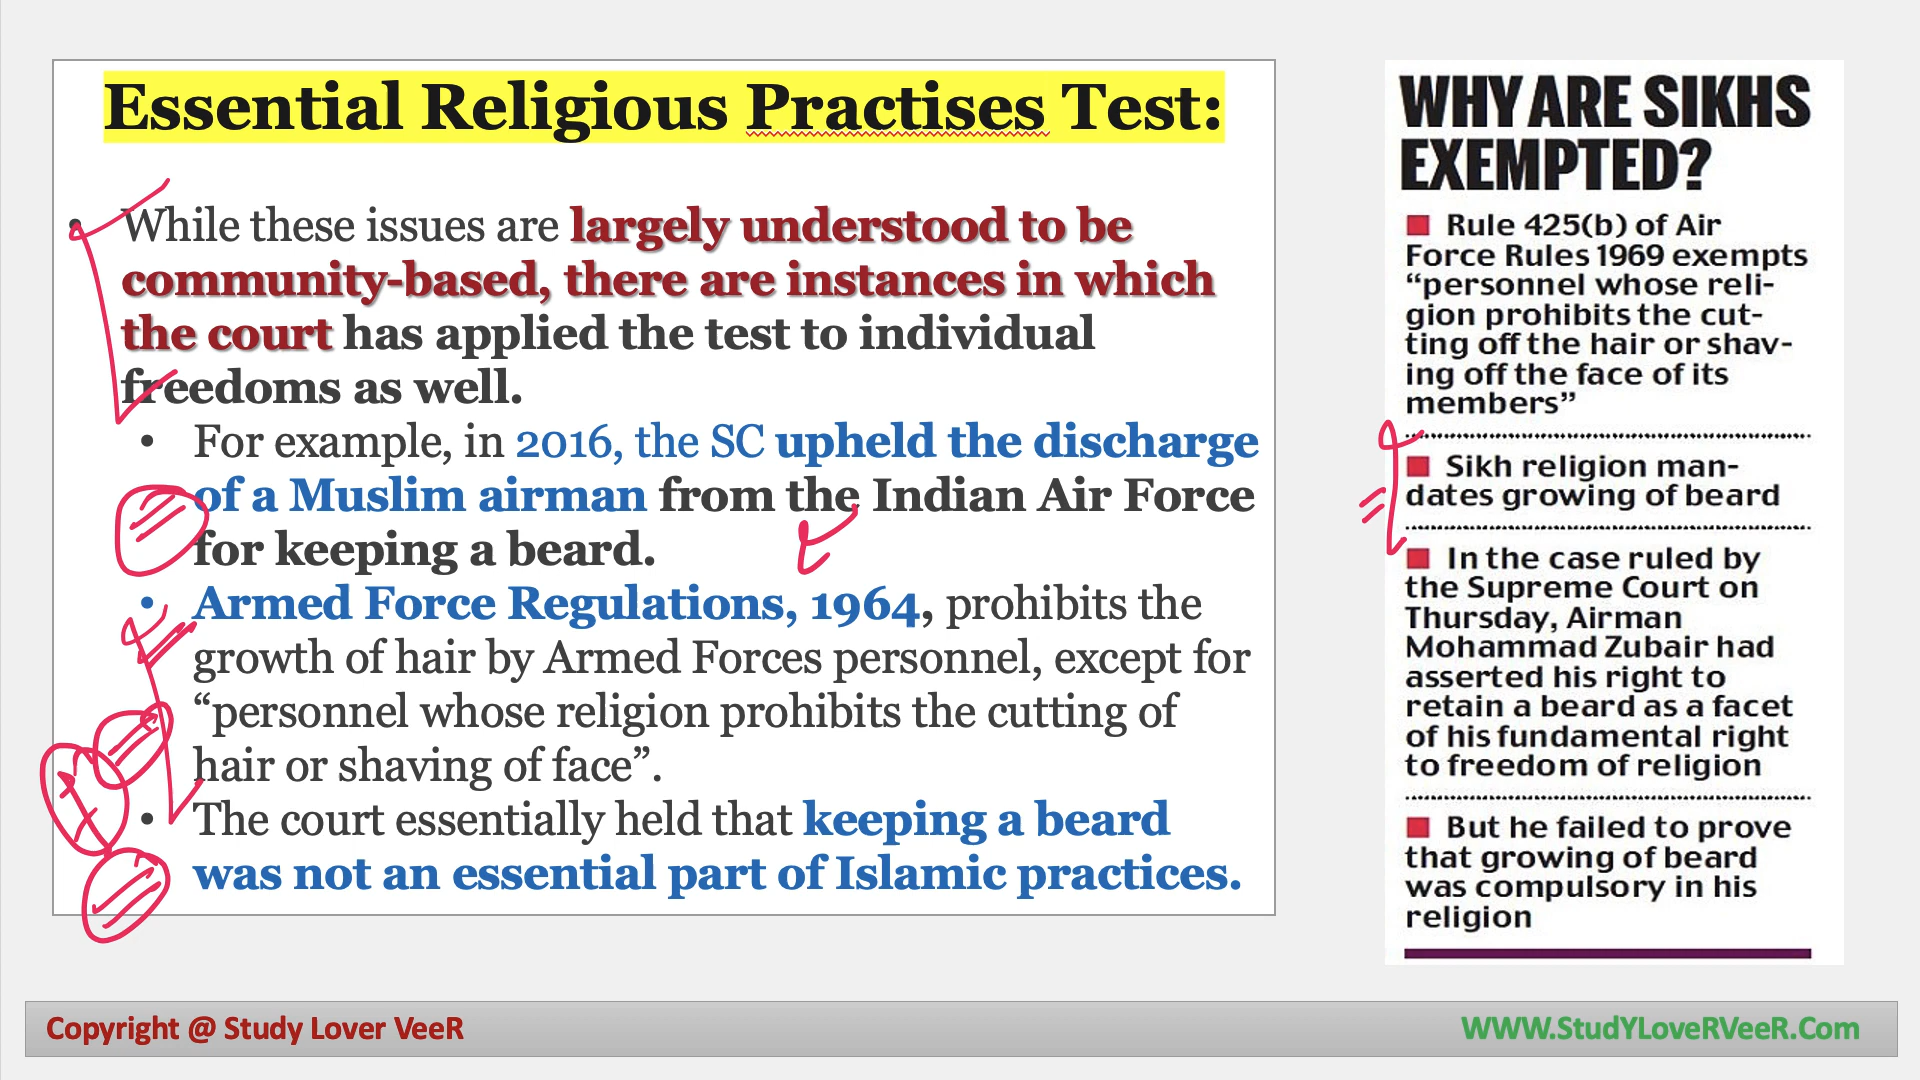 Essential Religious Practises Test:
• While these issues are largely understood to be
community-based, there are instances in which
the court has applied the test to individual
freedoms as well.
• For example, in 2016, the SC upheld the discharge
of a Muslim airman from the Indian Air Force
for keeping a beard.
• Armed Force Regulations, 1964, prohibits the
growth of hair by Armed Forces personnel, except for
“personnel whose religion prohibits the cutting of
hair or shaving of face”.
• The court essentially held that keeping a beard
was not an essential part of Islamic practices.
WHY ARE SIKHS
EXEMPTED?
■ Rule 425(b) of Air
Force Rules 1969 exempts
“personnel whose reli-
gion prohibits the cut-
ting off the hair or shav-
ing off the face of its
members”
■ Sikh religion man-
dates growing of beard
■ In the case ruled by
the Supreme Court on
Thursday, Airman
Mohammad Zubair had
asserted his right to
retain a beard as a facet
of his fundamental right
to freedom of religion
■ But he failed to prove
that growing of beard
was compulsory in his
religion
Copyright @ Study Lover VeeR
WWW.StudYLoveRVeeR.Com